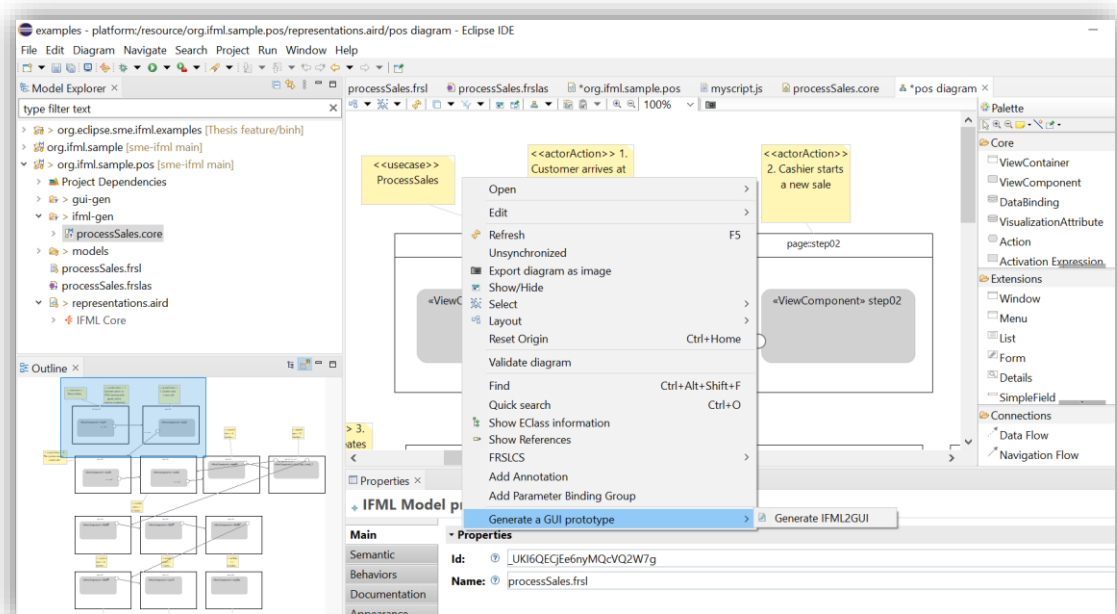 examples - platform:/resource/org.ifml.sample.pos/representations.aird/pos diagram - Eclipse IDE
File Edit Diagram Navigate Search Project Run Window Help
Model Explorer
type filter text
> org.eclipse.sme.ifml.examples [Thesis feature/binh]
org.ifml.sample [sme-ifml main]
> org.ifml.sample.pos [sme-ifml main]
Project Dependencies
> gui-gen
> ifml-gen
processSales.core
> models
processSales.frsl
processSales.frslas
> representations.aird
IFML Core
Outline
processSales.frsl processSales.frslas *org.ifml.sample.pos myscript.js processSales.core *pos diagram
100%
<<usecase>>
ProcessSales
<<actorAction>> 1.
Customer arrives at
<<actorAction>>
2. Cashier starts
a new sale
page::step02
«ViewC
«ViewComponent» step02
> 3.
ates
Open
Edit
Refresh F5
Unsynchronized
Export diagram as image
Show/Hide
Select
Layout
Reset Origin Ctrl+Home
Validate diagram
Find Ctrl+Alt+Shift+F
Quick search Ctrl+O
Show EClass information
Show References
FRSLCS
Add Annotation
Add Parameter Binding Group
Generate a GUI prototype
Generate IFML2GUI
Palette
Core
ViewContainer
ViewComponent
DataBinding
VisualizationAttribute
Action
Activation Expression
Extensions
Window
Menu
List
Form
Details
SimpleField
Connections
Data Flow
Navigation Flow
Properties
IFML Model p
Main
Semantic
Behaviors
Documentation
Appearance
Properties
Id: _UKI6QECjEe6nyMQcVQ2W7g
Name: processSales.frsl